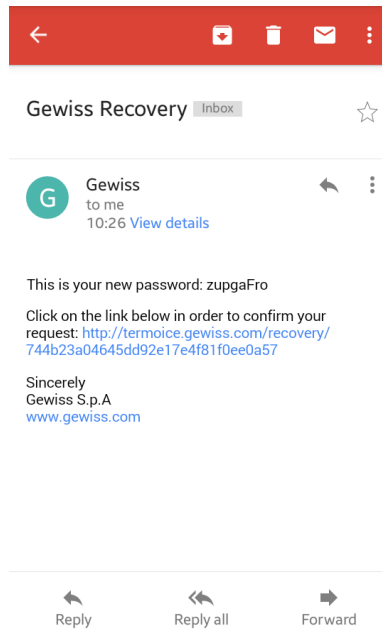 Gewiss Recovery Inbox
G
Gewiss
to me
10:26 View details
This is your new password: zupgaFro
Click on the link below in order to confirm your
request: http://termoice.gewiss.com/recovery/
744b23a04645dd92e17e4f81f0ee0a57
Sincerely
Gewiss S.p.A
www.gewiss.com
Reply Reply all Forward